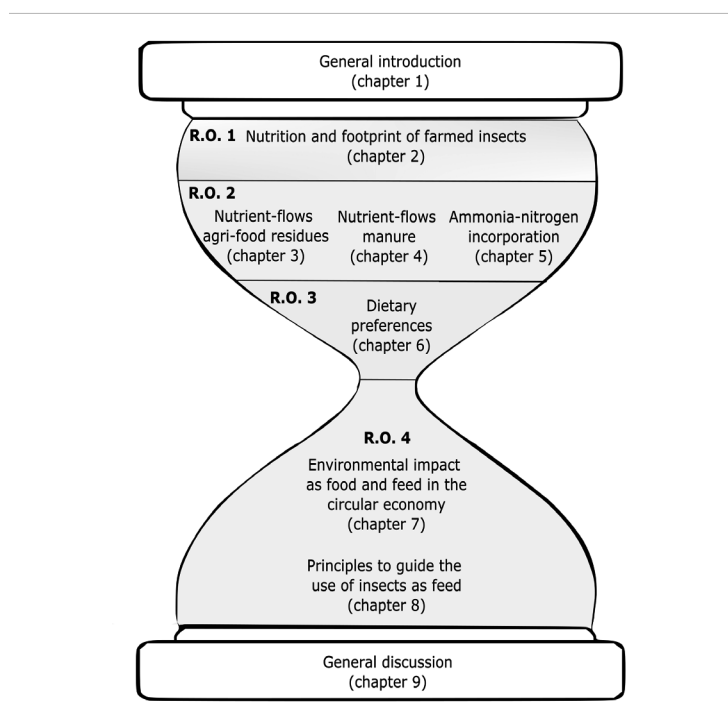 General introduction
(chapter 1)
R.O. 1 Nutrition and footprint of farmed insects
(chapter 2)
R.O. 2
Nutrient-flows
agri-food residues
(chapter 3)
Nutrient-flows
manure
(chapter 4)
Ammonia-nitrogen
incorporation
(chapter 5)
R.O. 3
Dietary
preferences
(chapter 6)
R.O. 4
Environmental impact
as food and feed in the
circular economy
(chapter 7)
Principles to guide the
use of insects as feed
(chapter 8)
General discussion
(chapter 9)